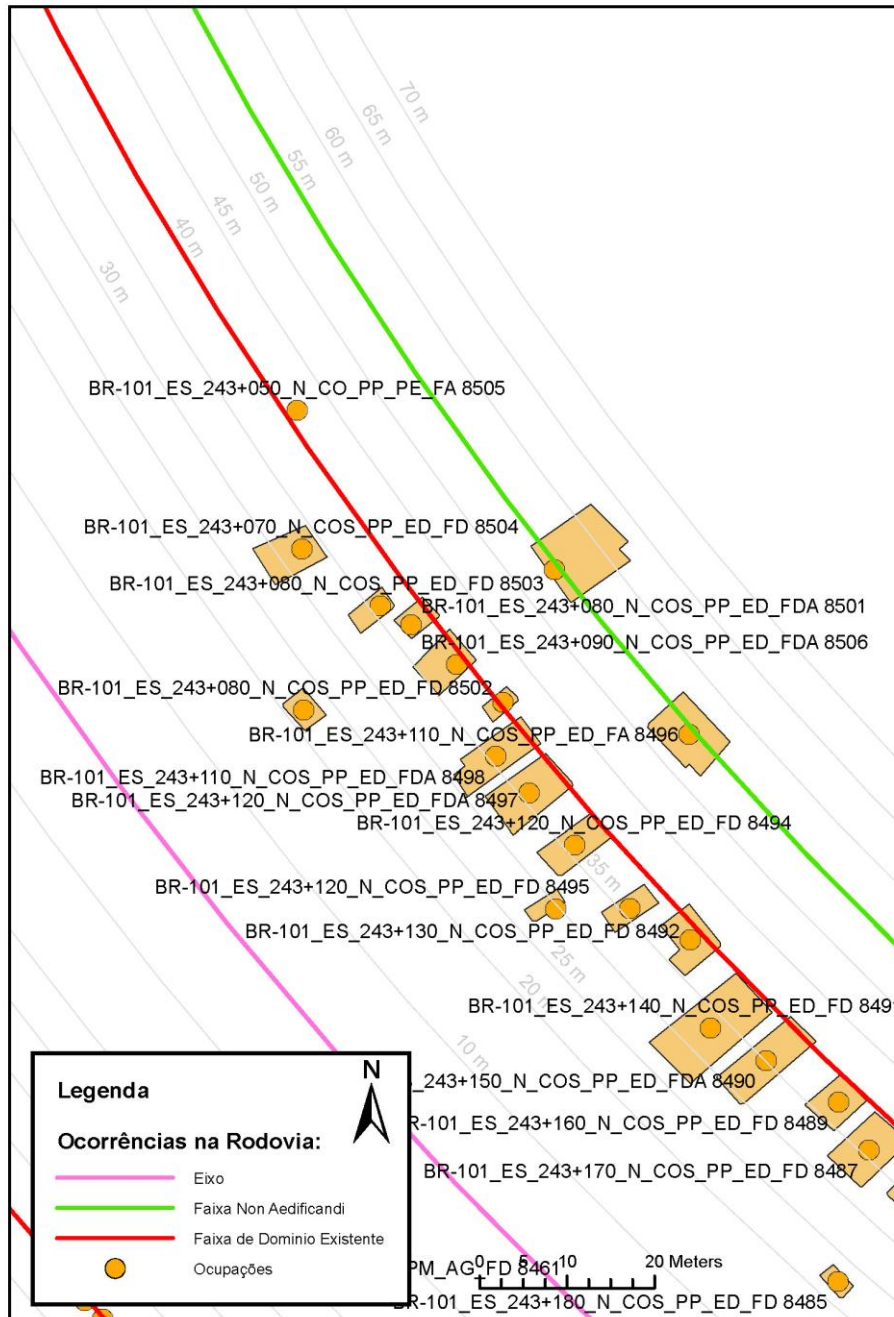 70 m
65 m
60 m
55 m
50 m
45 m
40 m
30 m
BR-101_ES_243+050_N_CO_PP_PE_FA 8505
BR-101_ES_243+070_N_COS_PP_ED_FD 8504
BR-101_ES_243+080_N_COS_PP_ED_FD 8503
BR-101_ES_243+080_N_COS_PP_ED_FDA 8501
BR-101_ES_243+090_N_COS_PP_ED_FDA 8506
BR-101_ES_243+080_N_COS_PP_ED_FD 8502
BR-101_ES_243+110_N_COS_PP_ED_FA 8496
BR-101_ES_243+110_N_COS_PP_ED_FDA 8498
BR-101_ES_243+120_N_COS_PP_ED_FDA 8497
BR-101_ES_243+120_N_COS_PP_ED_FD 8494
35 m
BR-101_ES_243+120_N_COS_PP_ED_FD 8495
BR-101_ES_243+130_N_COS_PP_ED_FD 8492
25 m
20 m
BR-101_ES_243+140_N_COS_PP_ED_FD 849
10 m
_243+150_N_COS_PP_ED_FDA 8490
R-101_ES_243+160_N_COS_PP_ED_FD 8489
BR-101_ES_243+170_N_COS_PP_ED_FD 8487
PM_AG_FD 8461
BR-101_ES_243+180_N_COS_PP_ED_FD 8485
0 5 10 20 Meters
N
Legenda
Ocorrências na Rodovia:
Eixo
Faixa Non Aedificandi
Faixa de Dominio Existente
Ocupações